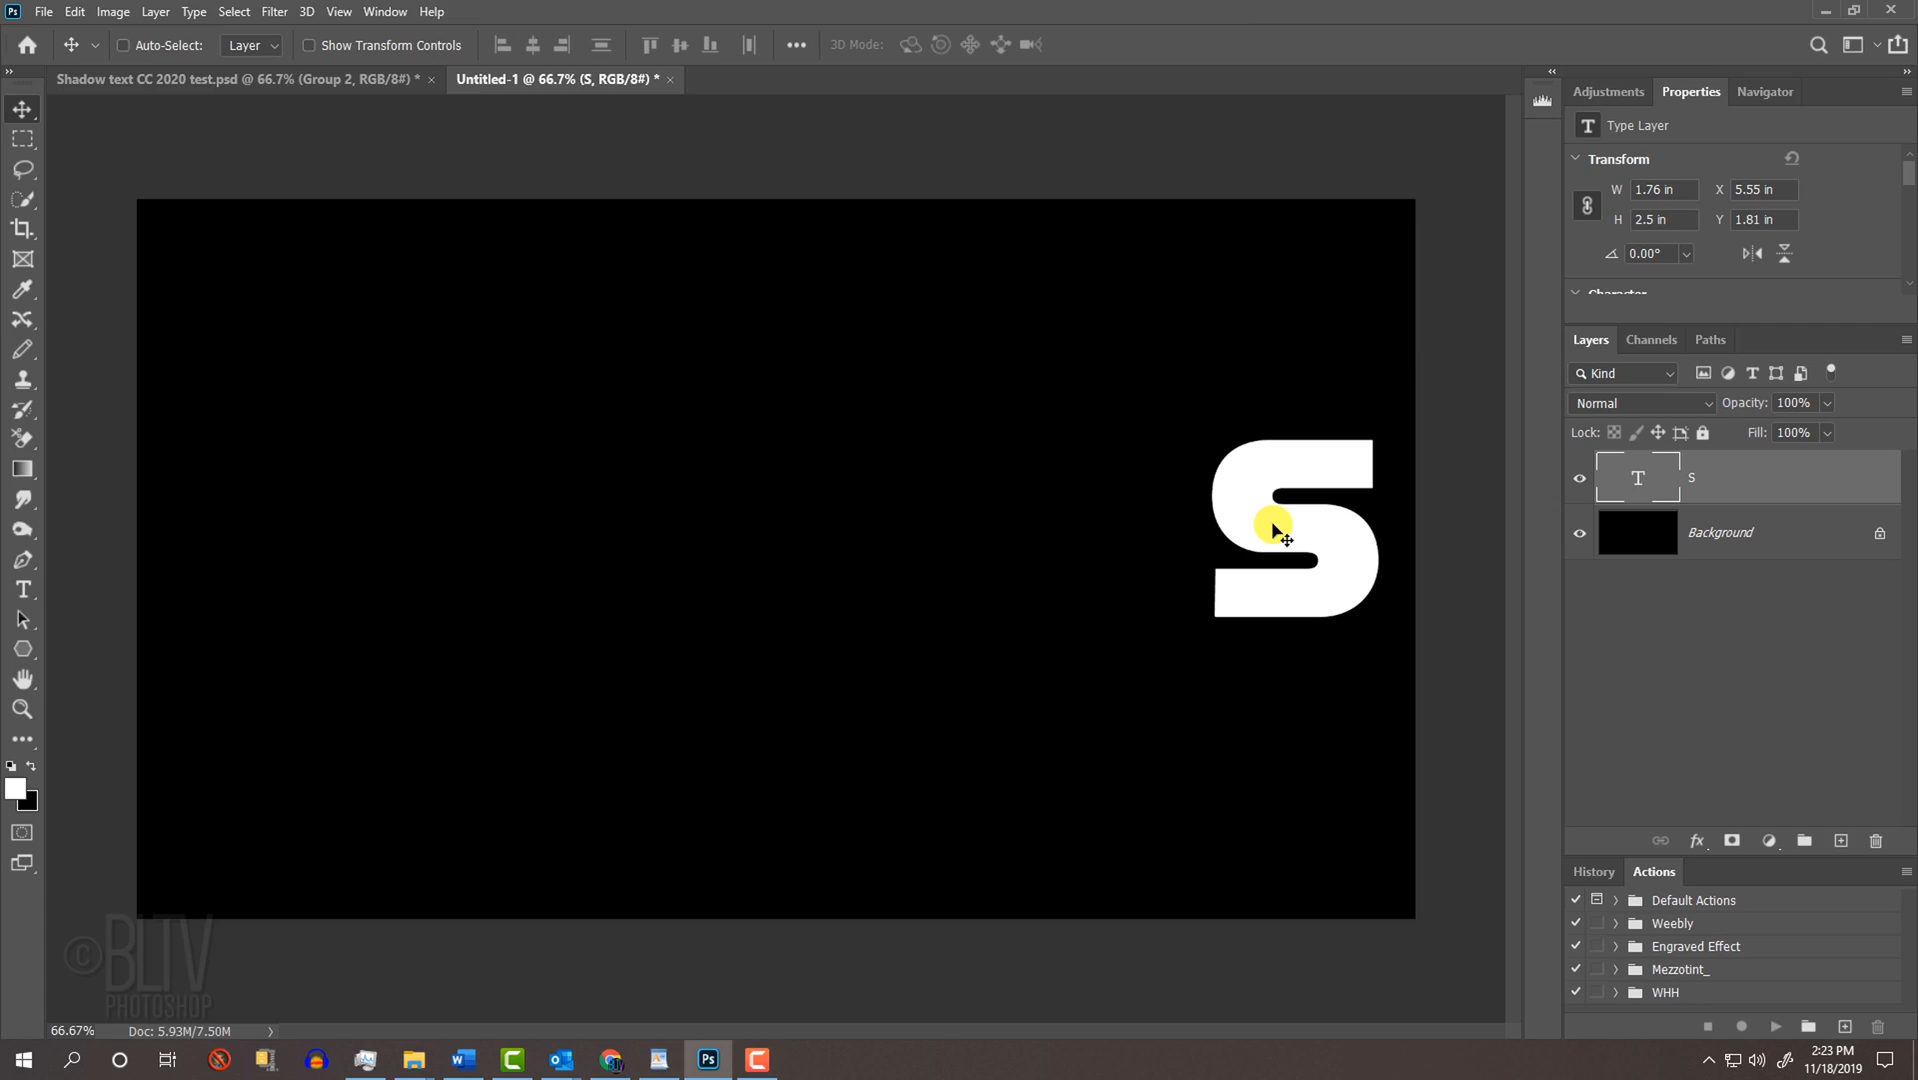 Ps File Edit Image Layer Type Select Filter 3D View Window Help
Auto-Select: Layer Show Transform Controls 3D Mode:
Shadow text CC 2020 test.psd @ 66.7% (Group 2, RGB/8#) * × Untitled-1 @ 66.7% (S, RGB/8#) * ×
Adjustments Properties Navigator
T Type Layer
Transform
W 1.76 in X 5.55 in
H 2.5 in Y 1.81 in
0.00°
Character
Layers Channels Paths
Kind
Normal Opacity: 100%
Lock: Fill: 100%
T S
Background
S
fx
History Actions
Default Actions
Weebly
Engraved Effect
Mezzotint_
WHH
© BLTV
PHOTOSHOP
66.67% Doc: 5.93M/7.50M
2:23 PM
11/18/2019